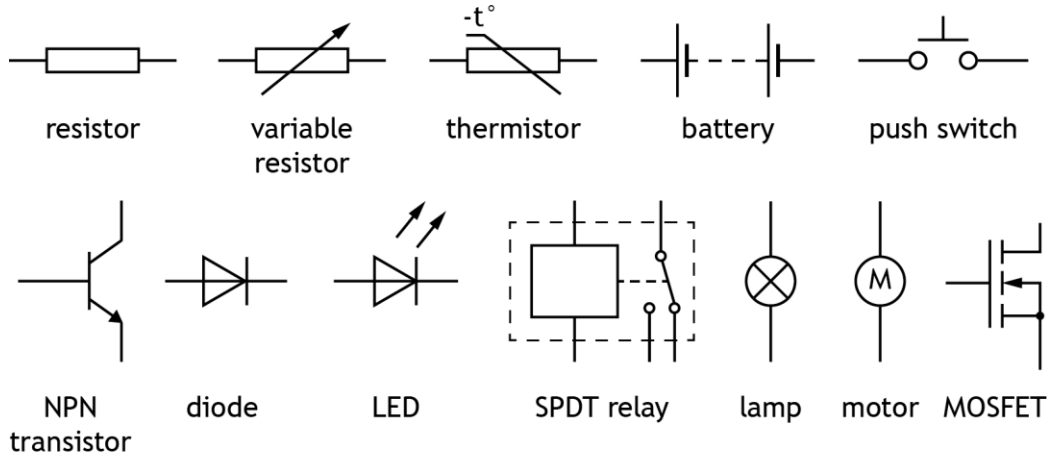 -t°
resistor
variable
resistor
thermistor
battery
push switch
M
NPN
transistor
diode
LED
SPDT relay
lamp
motor
MOSFET